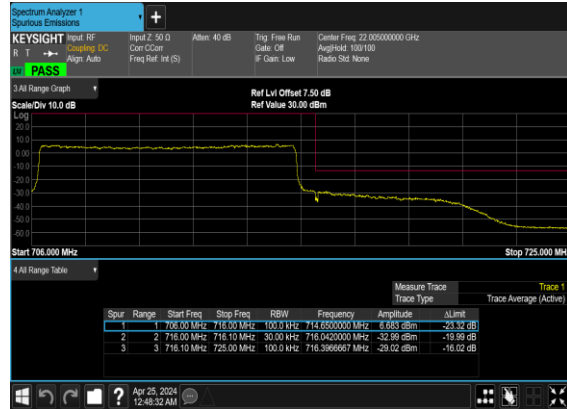 Spectrum Analyzer 1
Spurious Emissions
KEYSIGHT Input: RF Input Z: 50 Ω Atten: 40 dB Trig: Free Run Center Freq: 22.005000000 GHz
R T Coupling: DC Corr CCorr Gate: Off Avg|Hold: 100/100
Align: Auto Freq Ref: Int (S) IF Gain: Low Radio Std: None
PASS
3 All Range Graph Ref Lvl Offset 7.50 dB
Scale/Div 10.0 dB Ref Value 30.00 dBm
Log
20.0
10.0
0.00
-10.0
-20.0
-30.0
-40.0
-50.0
-60.0
Start 706.000 MHz Stop 725.000 MH
4 All Range Table
Measure Trace Trace 1
Trace Type Trace Average (Active)
Spur Range Start Freq Stop Freq RBW Frequency Amplitude ΔLimit
1 1 706.00 MHz 716.00 MHz 100.0 kHz 714.6500000 MHz 6.683 dBm -23.32 dB
2 2 716.00 MHz 716.10 MHz 30.00 kHz 716.0420000 MHz -32.99 dBm -19.99 dB
3 3 716.10 MHz 725.00 MHz 100.0 kHz 716.3966667 MHz -29.02 dBm -16.02 dB
? Apr 25, 2024
12:48:32 AM